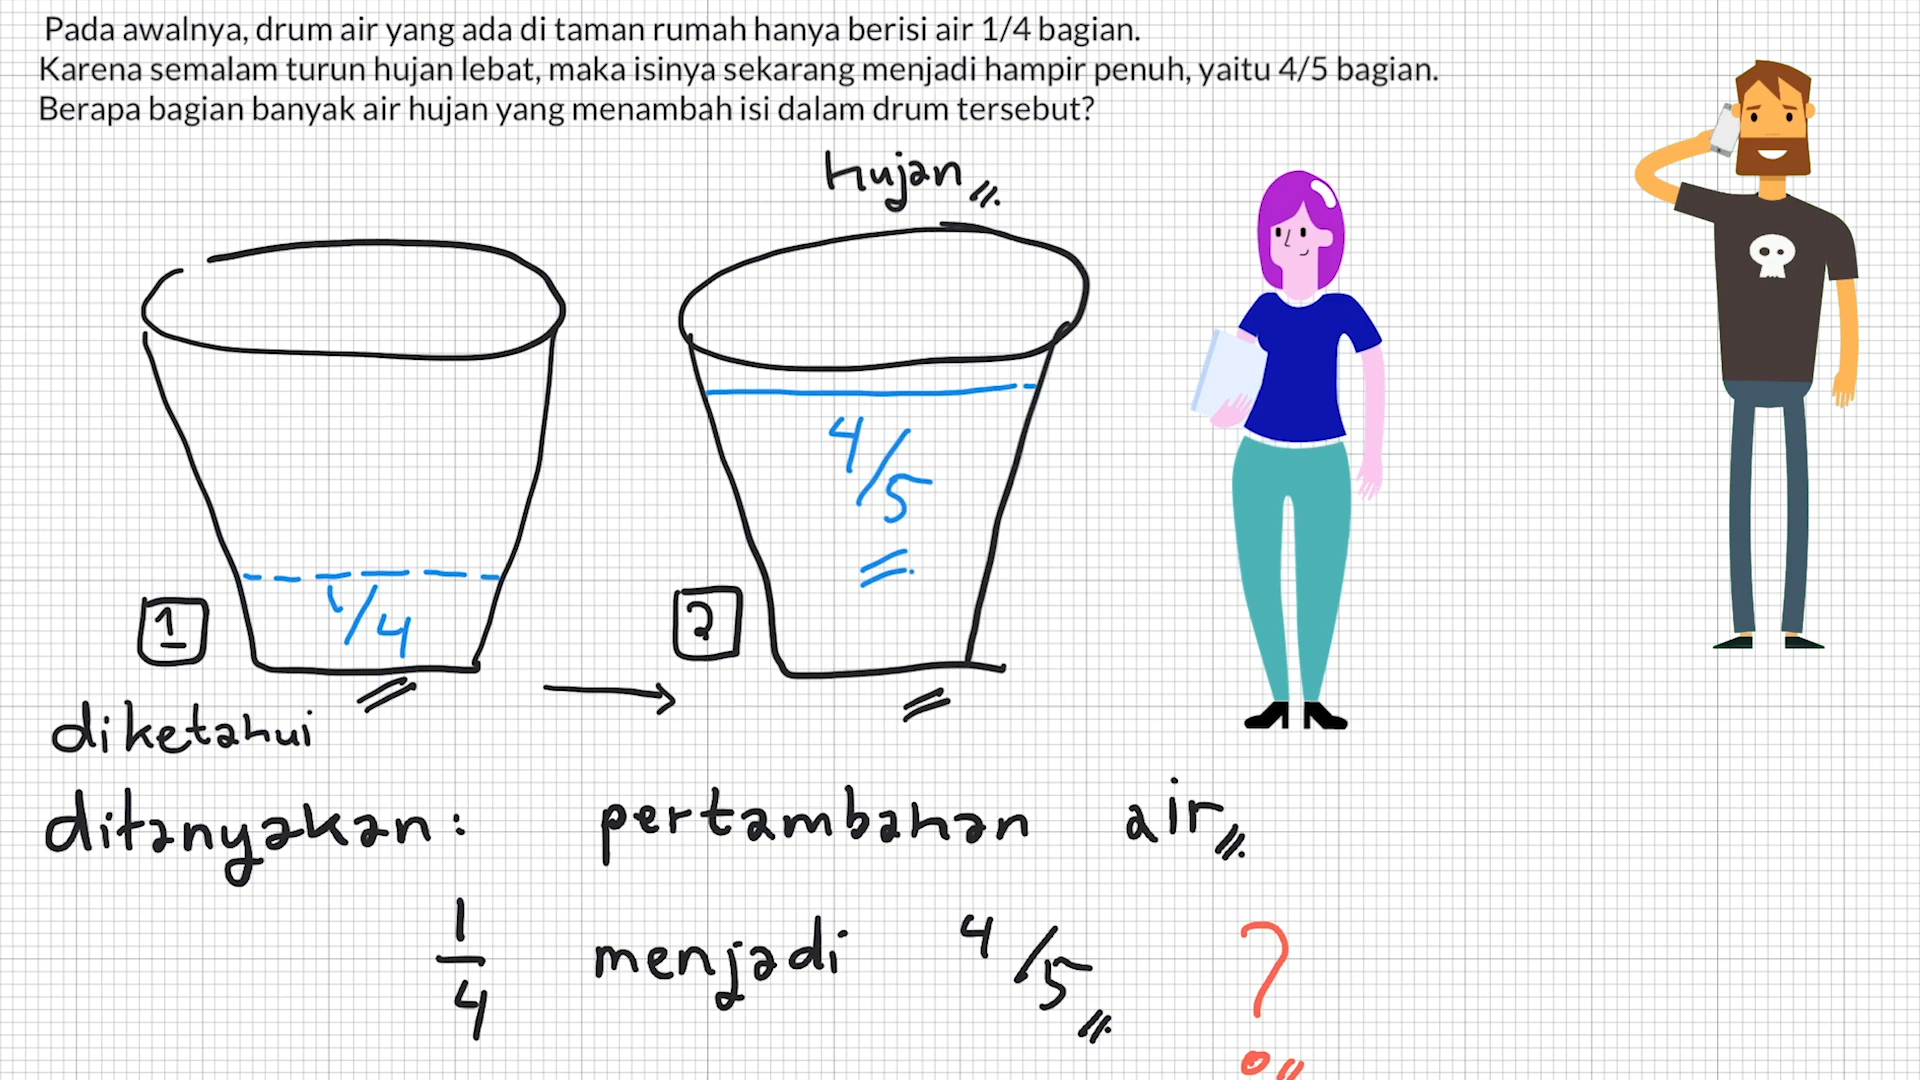 Pada awalnya, drum air yang ada di taman rumah hanya berisi air 1/4 bagian.
Karena semalam turun hujan lebat, maka isinya sekarang menjadi hampir penuh, yaitu 4/5 bagian.
Berapa bagian banyak air hujan yang menambah isi dalam drum tersebut?
hujan
4/5
1/4
1
2
diketahui
ditanyakan: pertambahan air
1/4 menjadi 4/5 ?